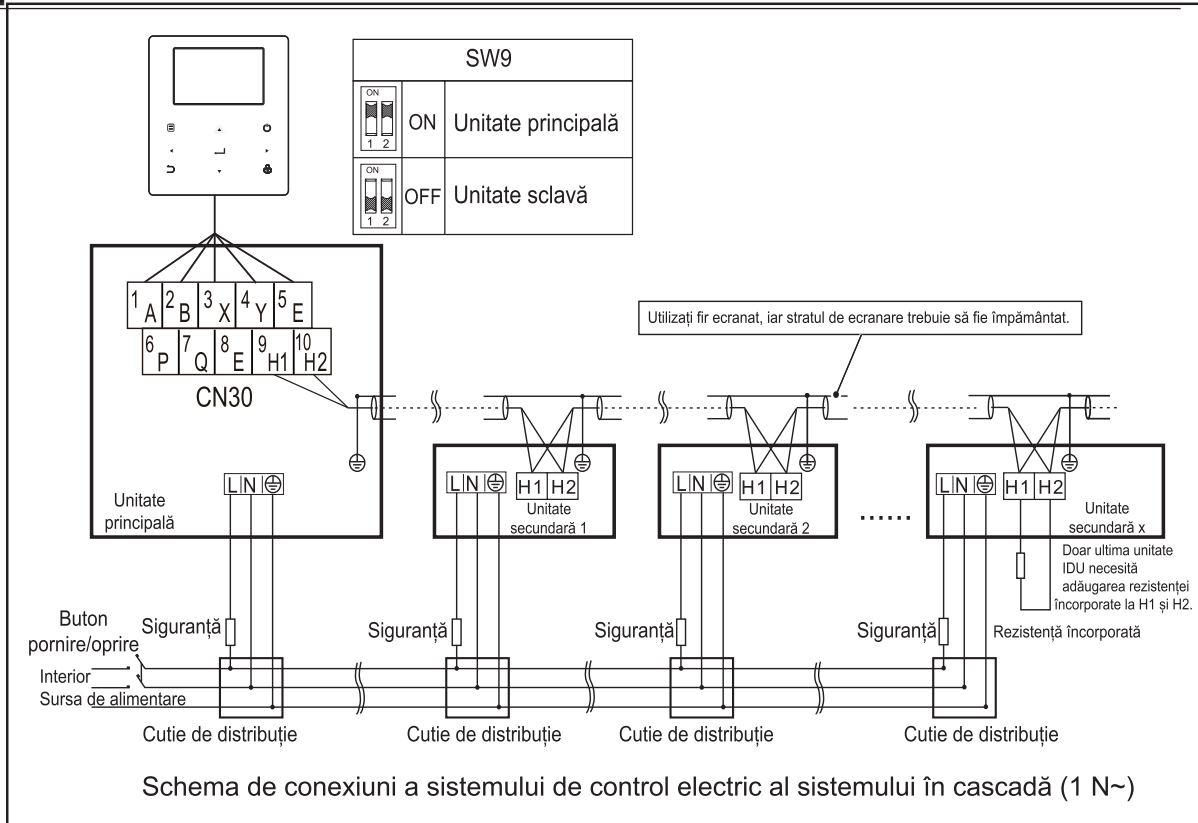 SW9
ON
1 2
ON
Unitate principală
ON
1 2
OFF
Unitate sclavă
1 A
2 B
3 X
4 Y
5 E
6 P
7 Q
8 E
9 H1
10 H2
CN30
Utilizați fir ecranat, iar stratul de ecranare trebuie să fie împământat.
L N
Unitate
principală
L N
H1 H2
Unitate
secundară 1
L N
H1 H2
Unitate
secundară 2
......
L N
H1 H2
Unitate
secundară x
Doar ultima unitate
IDU necesită
adăugarea rezistenței
încorporate la H1 și H2.
Rezistență încorporată
Buton
pornire/oprire
Siguranță
Siguranță
Siguranță
Siguranță
Interior
Sursa de alimentare
Cutie de distribuție
Cutie de distribuție
Cutie de distribuție
Cutie de distribuție
Schema de conexiuni a sistemului de control electric al sistemului în cascadă (1 N~)